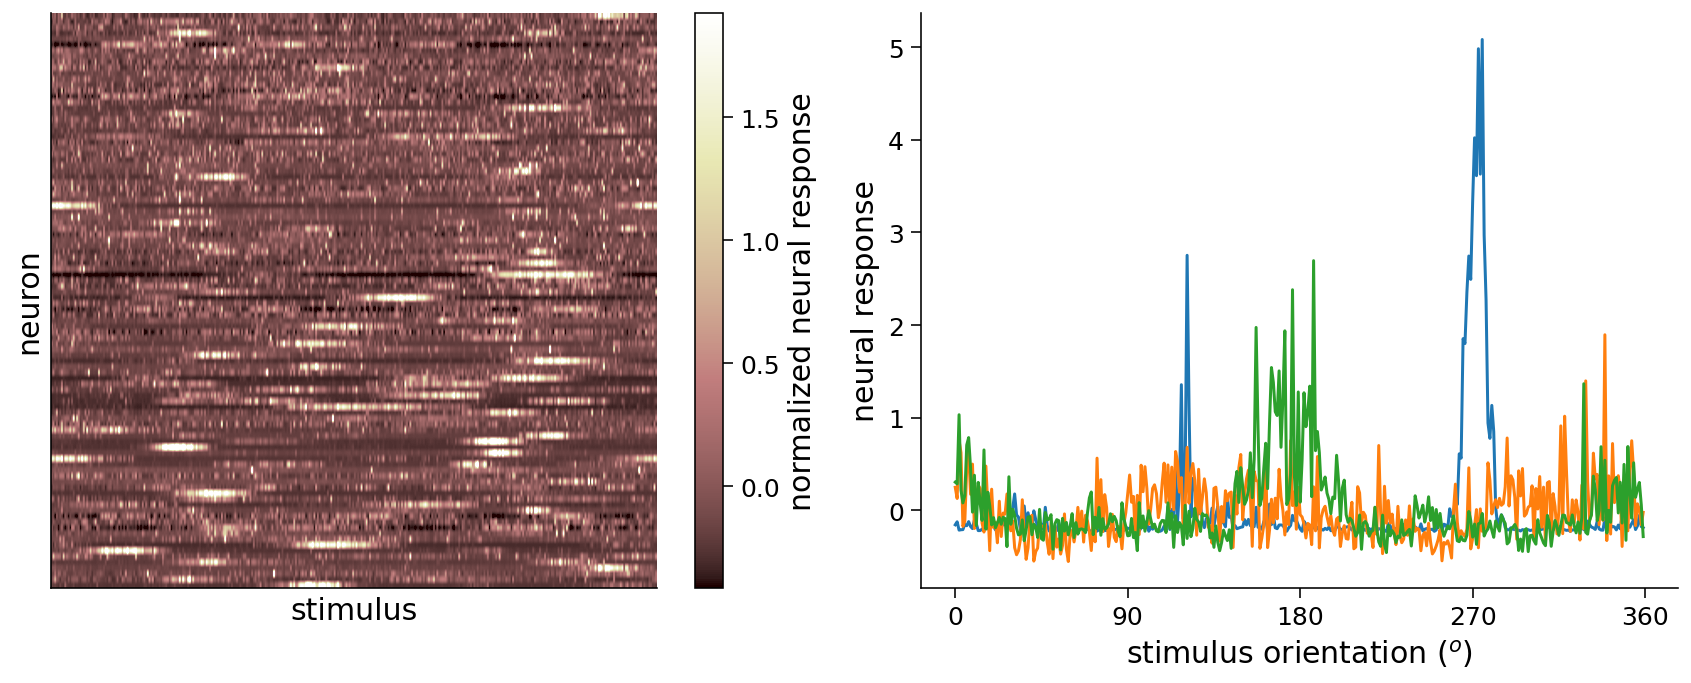 neuron
stimulus
1.5
1.0
0.5
0.0
normalized neural response
neural response
5
4
3
2
1
0
0 90 180 270 360
stimulus orientation (°)